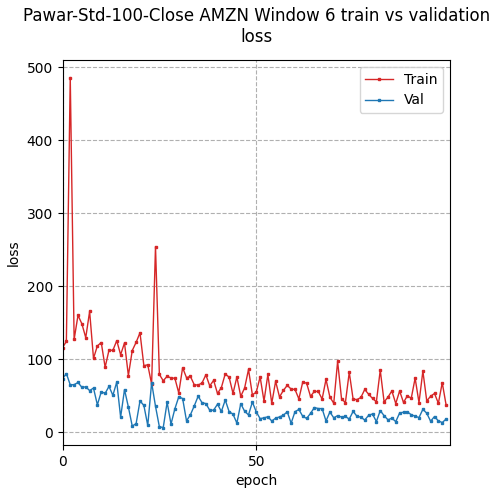 Pawar-Std-100-Close AMZN Window 6 train vs validation
loss
Train
Val
500
400
300
200
100
0
loss
0
50
epoch